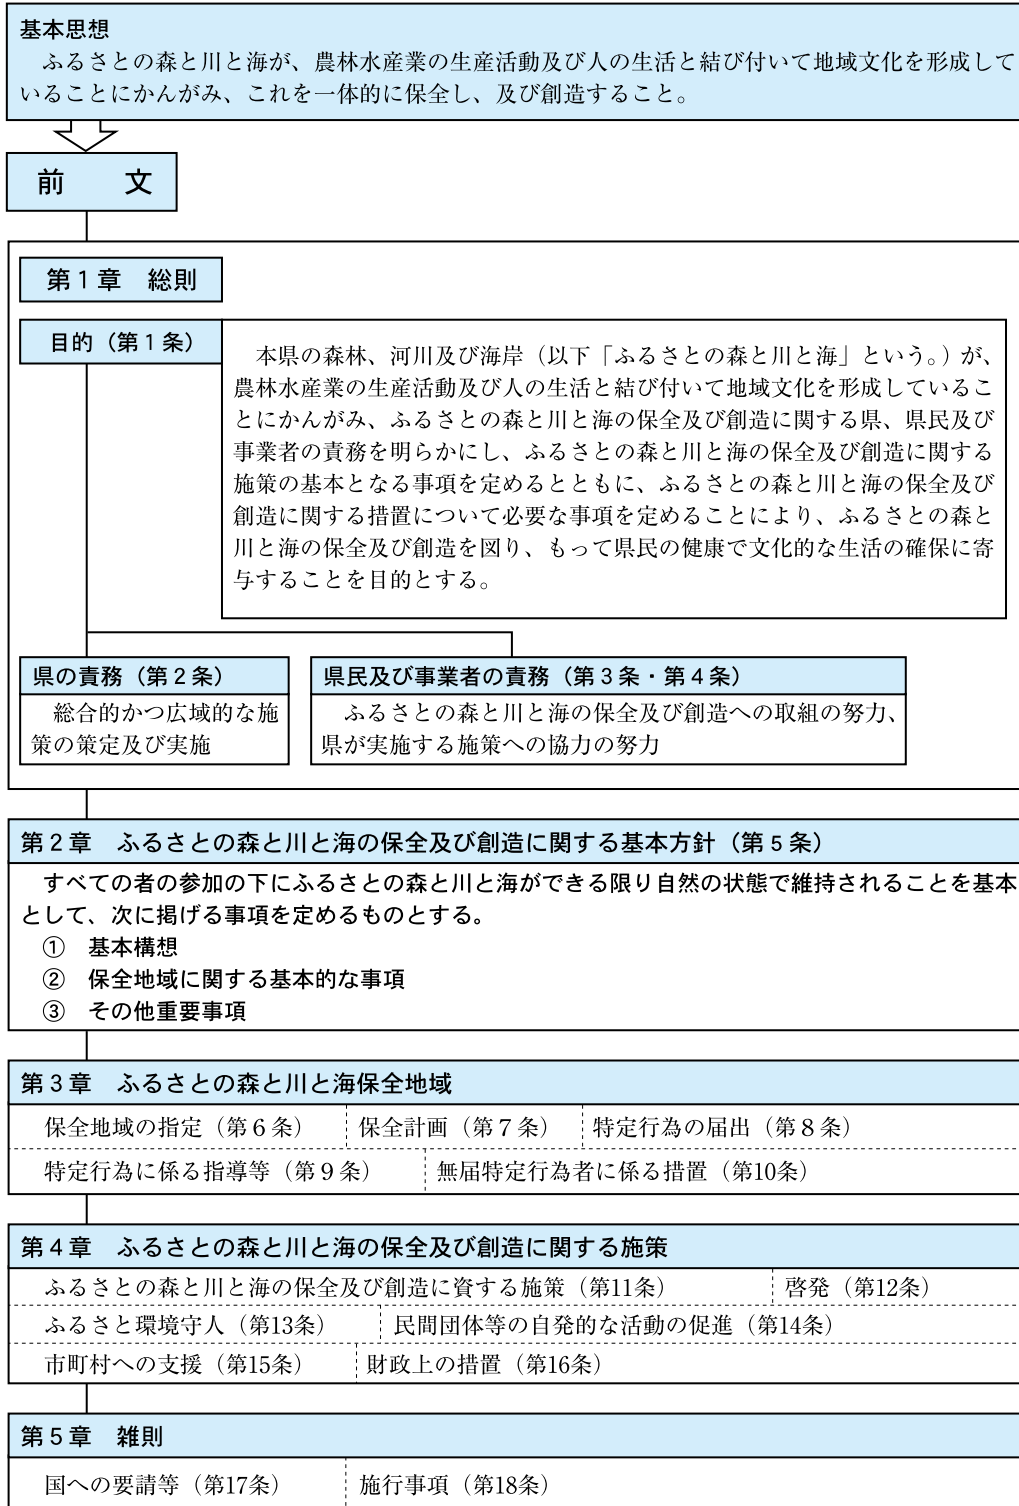 基本思想
　ふるさとの森と川と海が、農林水産業の生産活動及び人の生活と結び付いて地域文化を形成して
いることにかんがみ、これを一体的に保全し、及び創造すること。
前　　文
第１章　総則
目的（第１条）
　本県の森林、河川及び海岸（以下「ふるさとの森と川と海」という。）が、
農林水産業の生産活動及び人の生活と結び付いて地域文化を形成しているこ
とにかんがみ、ふるさとの森と川と海の保全及び創造に関する県、県民及び
事業者の責務を明らかにし、ふるさとの森と川と海の保全及び創造に関する
施策の基本となる事項を定めるとともに、ふるさとの森と川と海の保全及び
創造に関する措置について必要な事項を定めることにより、ふるさとの森と
川と海の保全及び創造を図り、もって県民の健康で文化的な生活の確保に寄
与することを目的とする。
県の責務（第２条）
　総合的かつ広域的な施
策の策定及び実施
県民及び事業者の責務（第３条・第４条）
　ふるさとの森と川と海の保全及び創造への取組の努力、
県が実施する施策への協力の努力
第２章　ふるさとの森と川と海の保全及び創造に関する基本方針（第５条）
　すべての者の参加の下にふるさとの森と川と海ができる限り自然の状態で維持されることを基本
として、次に掲げる事項を定めるものとする。
①　基本構想
②　保全地域に関する基本的な事項
③　その他重要事項
第３章　ふるさとの森と川と海保全地域
保全地域の指定（第６条）　保全計画（第７条）　特定行為の届出（第８条）
特定行為に係る指導等（第９条）　無届特定行為者に係る措置（第10条）
第４章　ふるさとの森と川と海の保全及び創造に関する施策
ふるさとの森と川と海の保全及び創造に資する施策（第11条）　啓発（第12条）
ふるさと環境守人（第13条）　民間団体等の自発的な活動の促進（第14条）
市町村への支援（第15条）　財政上の措置（第16条）
第５章　雑則
国への要請等（第17条）　施行事項（第18条）